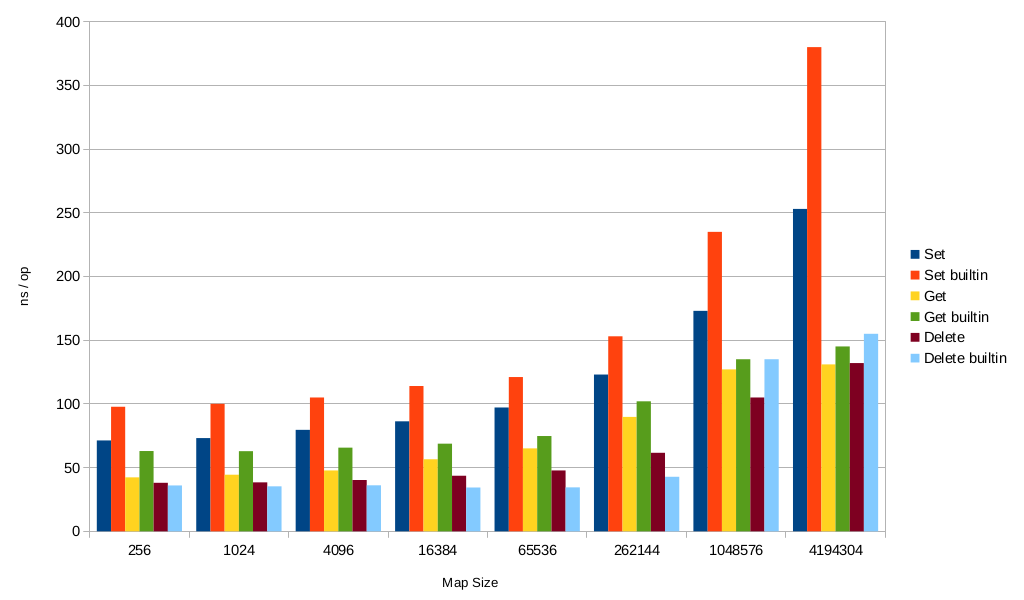 400
350
300
250
200
150
100
50
0
ns / op
256 1024 4096 16384 65536 262144 1048576 4194304
Map Size
Set
Set builtin
Get
Get builtin
Delete
Delete builtin